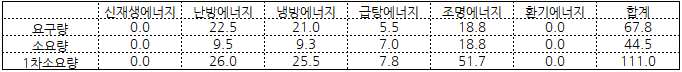 신재생에너지 난방에너지 냉방에너지 급탕에너지 조명에너지 환기에너지 합계
요구량 0.0 22.5 21.0 5.5 18.8 0.0 67.8
소요량 0.0 9.5 9.3 7.0 18.8 0.0 44.5
1차소요량 0.0 26.0 25.5 7.8 51.7 0.0 111.0